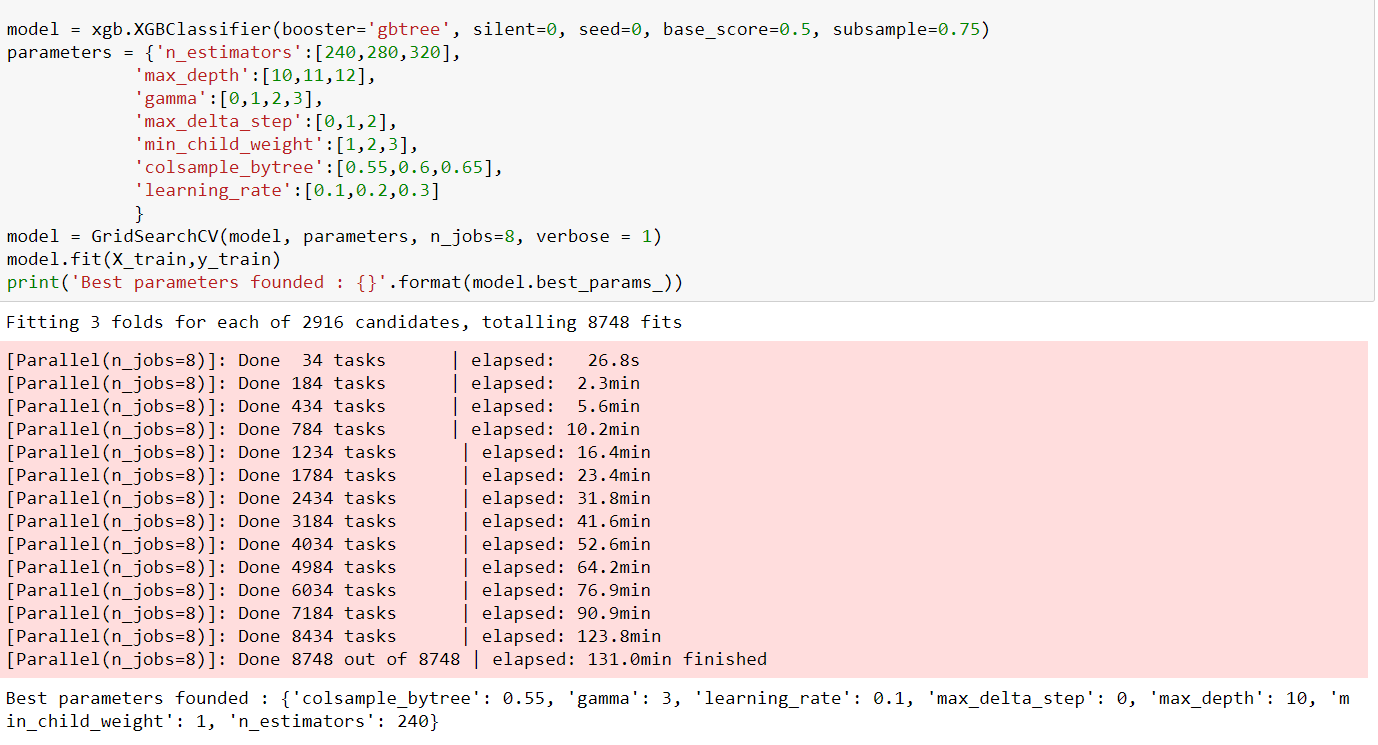 model = xgb.XGBClassifier(booster='gbtree', silent=0, seed=0, base_score=0.5, subsample=0.75)
parameters = {'n_estimators':[240,280,320],
            'max_depth':[10,11,12],
            'gamma':[0,1,2,3],
            'max_delta_step':[0,1,2],
            'min_child_weight':[1,2,3],
            'colsample_bytree':[0.55,0.6,0.65],
            'learning_rate':[0.1,0.2,0.3]
            }
model = GridSearchCV(model, parameters, n_jobs=8, verbose = 1)
model.fit(X_train,y_train)
print('Best parameters founded : {}'.format(model.best_params_))
Fitting 3 folds for each of 2916 candidates, totalling 8748 fits
[Parallel(n_jobs=8)]: Done  34 tasks      | elapsed:   26.8s
[Parallel(n_jobs=8)]: Done 184 tasks      | elapsed:  2.3min
[Parallel(n_jobs=8)]: Done 434 tasks      | elapsed:  5.6min
[Parallel(n_jobs=8)]: Done 784 tasks      | elapsed: 10.2min
[Parallel(n_jobs=8)]: Done 1234 tasks      | elapsed: 16.4min
[Parallel(n_jobs=8)]: Done 1784 tasks      | elapsed: 23.4min
[Parallel(n_jobs=8)]: Done 2434 tasks      | elapsed: 31.8min
[Parallel(n_jobs=8)]: Done 3184 tasks      | elapsed: 41.6min
[Parallel(n_jobs=8)]: Done 4034 tasks      | elapsed: 52.6min
[Parallel(n_jobs=8)]: Done 4984 tasks      | elapsed: 64.2min
[Parallel(n_jobs=8)]: Done 6034 tasks      | elapsed: 76.9min
[Parallel(n_jobs=8)]: Done 7184 tasks      | elapsed: 90.9min
[Parallel(n_jobs=8)]: Done 8434 tasks      | elapsed: 123.8min
[Parallel(n_jobs=8)]: Done 8748 out of 8748 | elapsed: 131.0min finished
Best parameters founded : {'colsample_bytree': 0.55, 'gamma': 3, 'learning_rate': 0.1, 'max_delta_step': 0, 'max_depth': 10, 'm
in_child_weight': 1, 'n_estimators': 240}